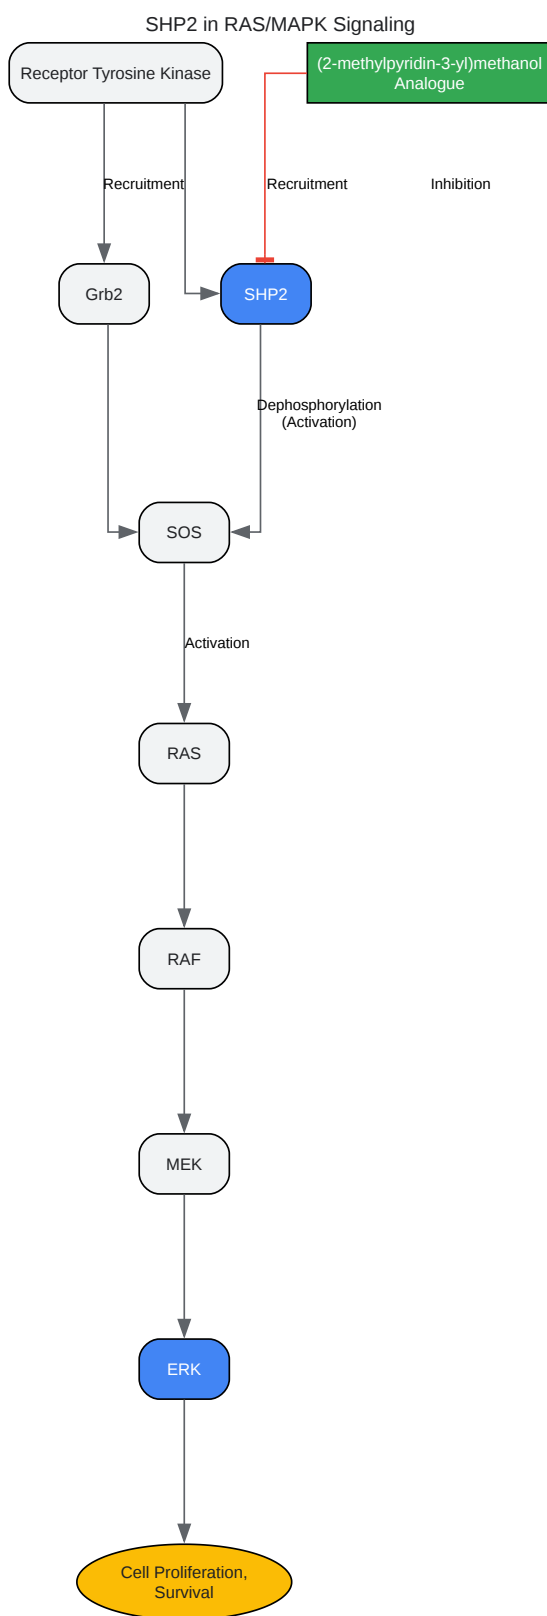 SHP2 in RAS/MAPK Signaling
Receptor Tyrosine Kinase
(2-methylpyridin-3-yl)methanol
Analogue
Recruitment
Recruitment
Inhibition
Grb2
SHP2
Dephosphorylation
(Activation)
SOS
Activation
RAS
RAF
MEK
ERK
Cell Proliferation,
Survival